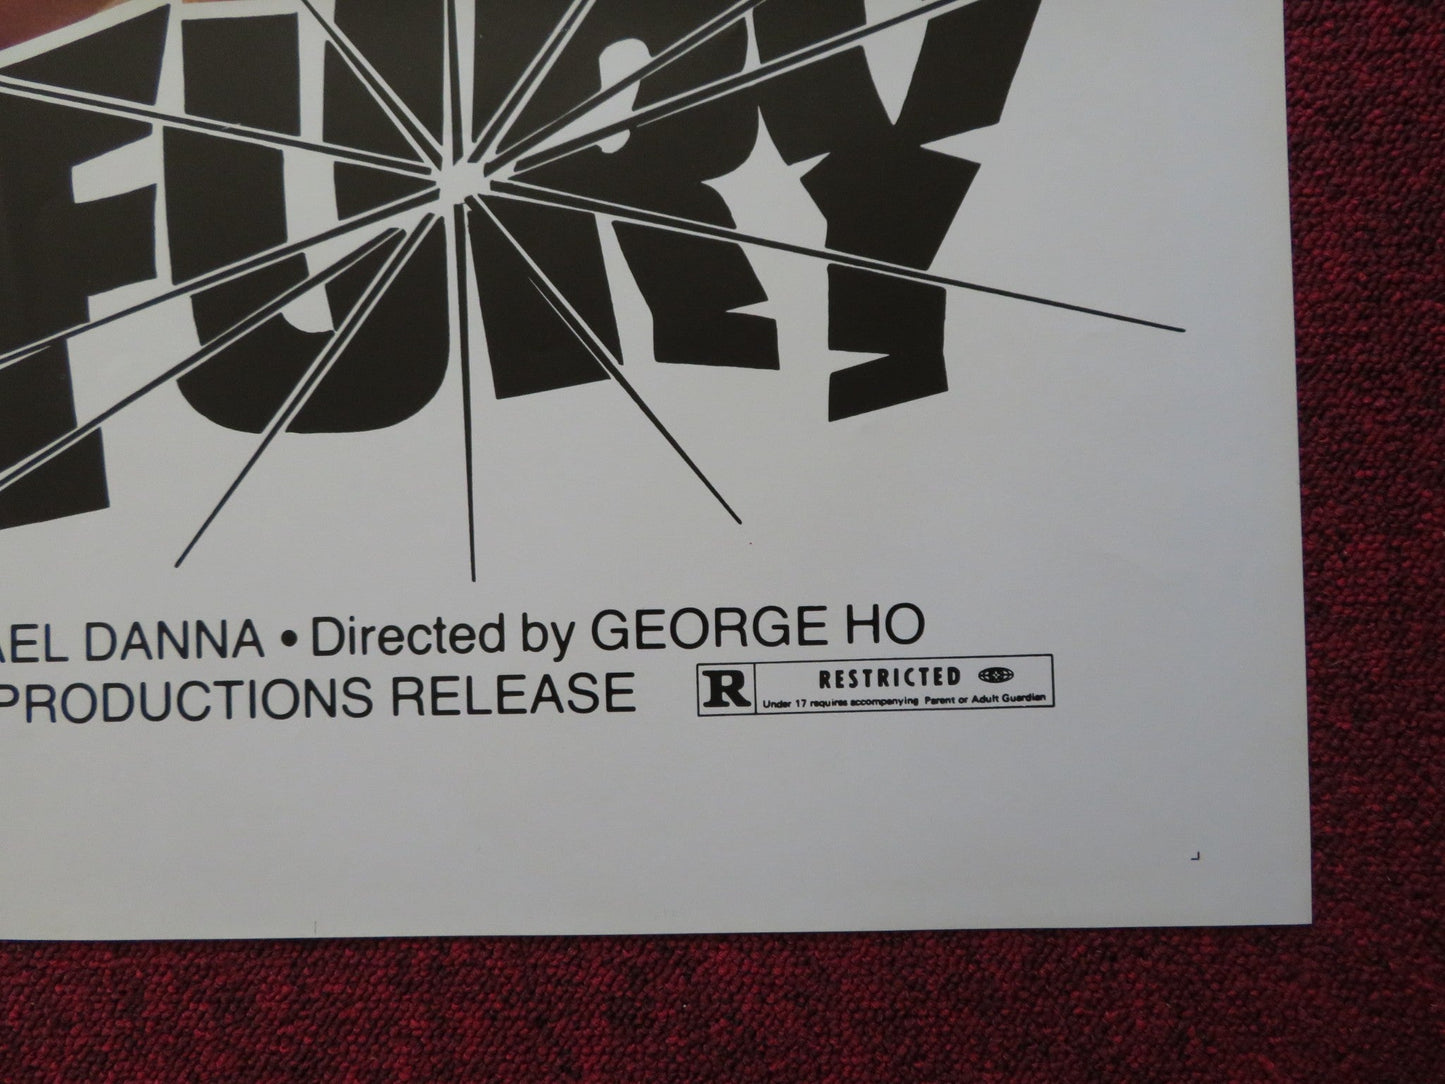 FURY
AEL DANNA • Directed by GEORGE HO
PRODUCTIONS RELEASE
R RESTRICTED
Under 17 requires accompanying Parent or Adult Guardian